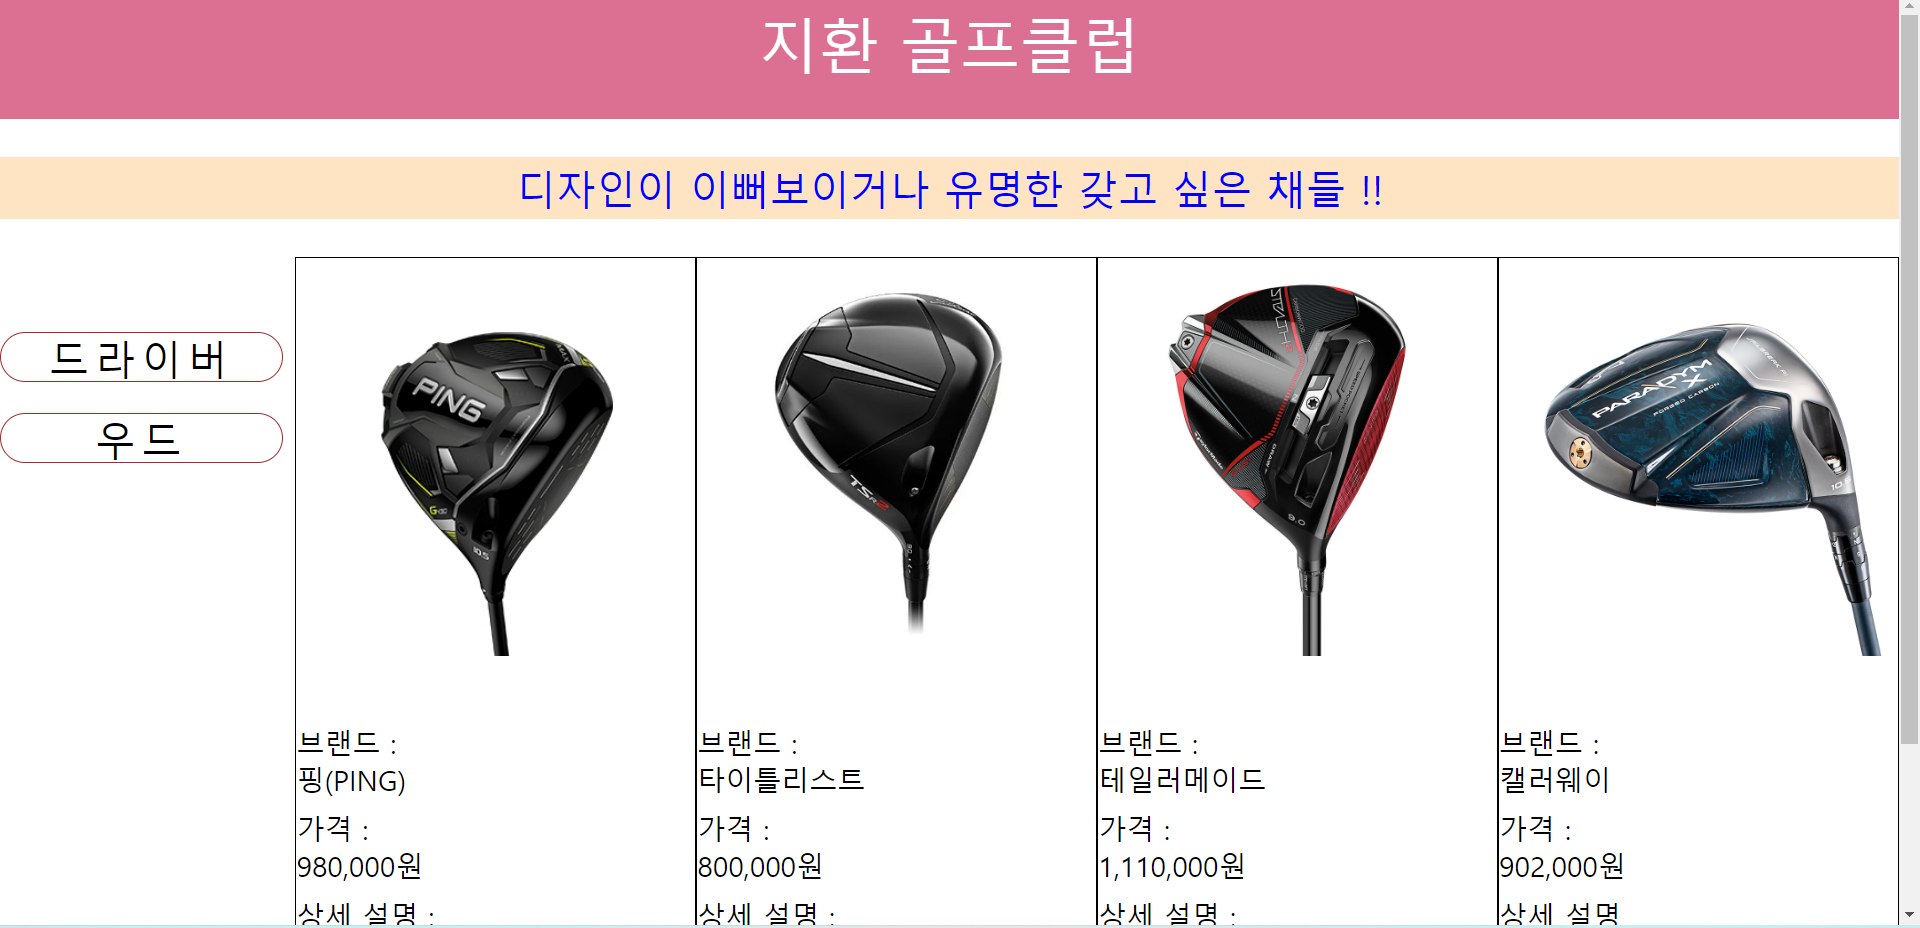 지환 골프클럽
디자인이 이뻐보이거나 유명한 갖고 싶은 채들 !!
드라이버
우드
PING
G430
MAX
10.5
TSR2
STEALTH
TaylorMade
DRAW
9.0
PARADYM
X
FORGED CARBON
브랜드 :
핑(PING)
가격 :
980,000원
상세 설명 :
브랜드 :
타이틀리스트
가격 :
800,000원
상세 설명 :
브랜드 :
테일러메이드
가격 :
1,110,000원
상세 설명 :
브랜드 :
캘러웨이
가격 :
902,000원
상세 설명